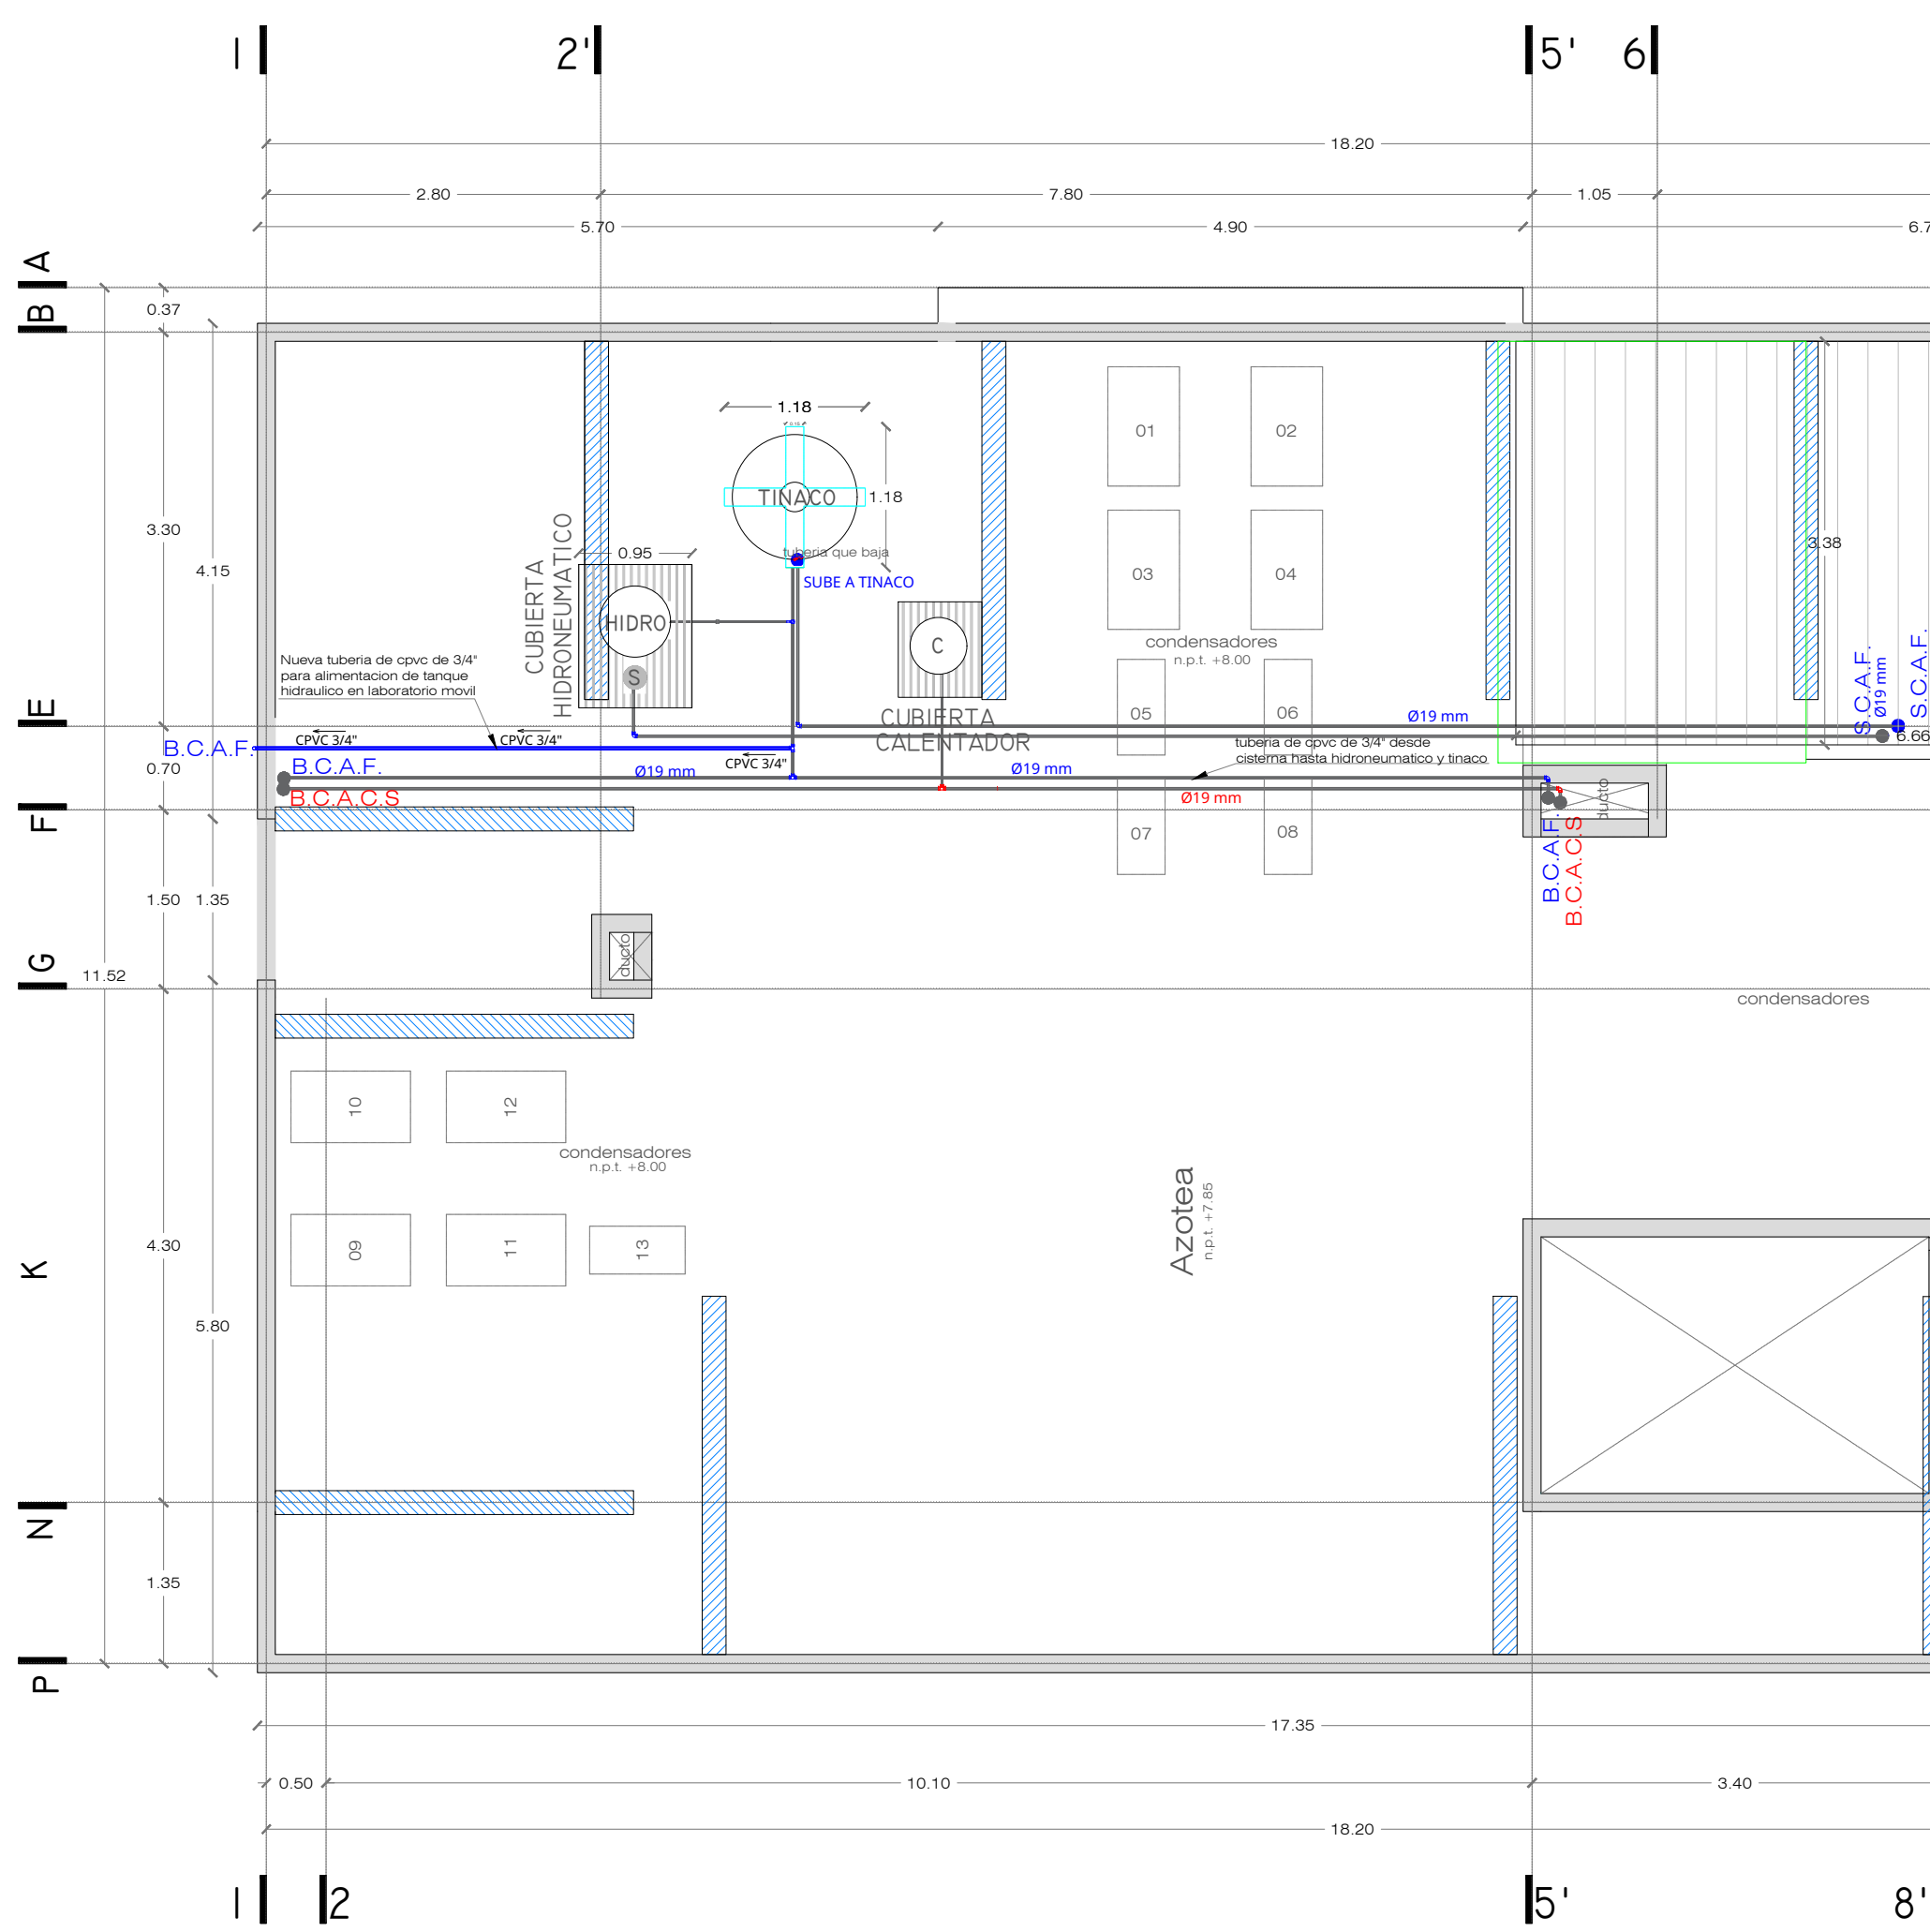 1
2'
5'
6
18.20
2.80
7.80
1.05
5.70
4.90
A
B
0.37
1.18
01
02
TINACO
1.18
3.30
4.15
tuberia que baja
0.95
SUBE A TINACO
3.38
03
04
CUBIERTA
HIDRONEUMATICO
HIDRO
C
condensadores
n.p.t. +8.00
Nueva tuberia de cpvc de 3/4"
para alimentacion de tanque
hidraulico en laboratorio movil
S
S.C.A.F.
Ø19 mm
S.C.A.F.
E
05
06
CUBIERTA
CALENTADOR
Ø19 mm
6.66
CPVC 3/4"
CPVC 3/4"
B.C.A.F.
tuberia de cpvc de 3/4" desde
cisterna hasta hidroneumatico y tinaco
CPVC 3/4"
0.70
B.C.A.F.
Ø19 mm
Ø19 mm
B.C.A.C.S
Ø19 mm
ducto
F
07
08
B.C.A.F.
B.C.A.C.S
1.50
1.35
ducto
G
11.52
condensadores
10
12
condensadores
n.p.t. +8.00
Azotea
n.p.t. +7.85
K
4.30
09
11
13
5.80
N
1.35
P
17.35
0.50
10.10
3.40
18.20
1
2
5'
8'